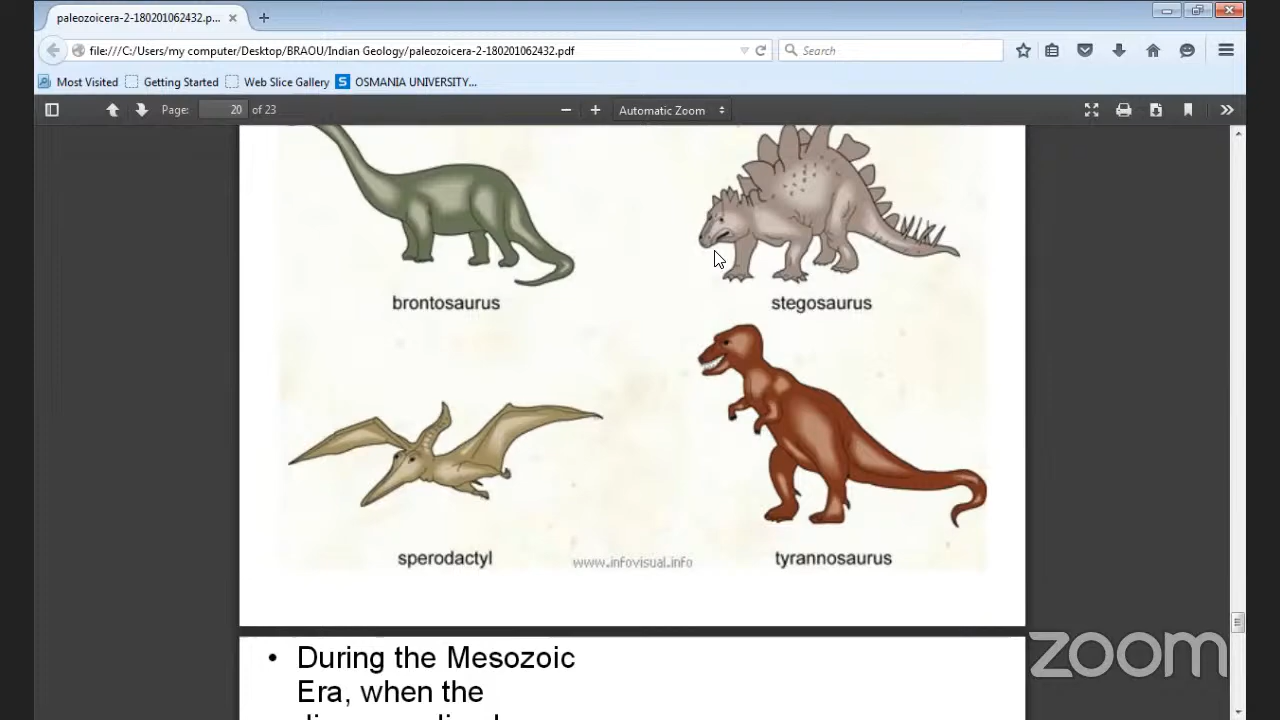 paleozoicera-2-180201062432.p...
file:///C:/Users/my computer/Desktop/BRAOU/Indian Geology/paleozoicera-2-180201062432.pdf
Search
Most Visited Getting Started Web Slice Gallery S OSMANIA UNIVERSITY...
Page: 20 of 23 Automatic Zoom
brontosaurus
stegosaurus
sperodactyl
www.infovisual.info
tyrannosaurus
• During the Mesozoic
Era, when the
zoom